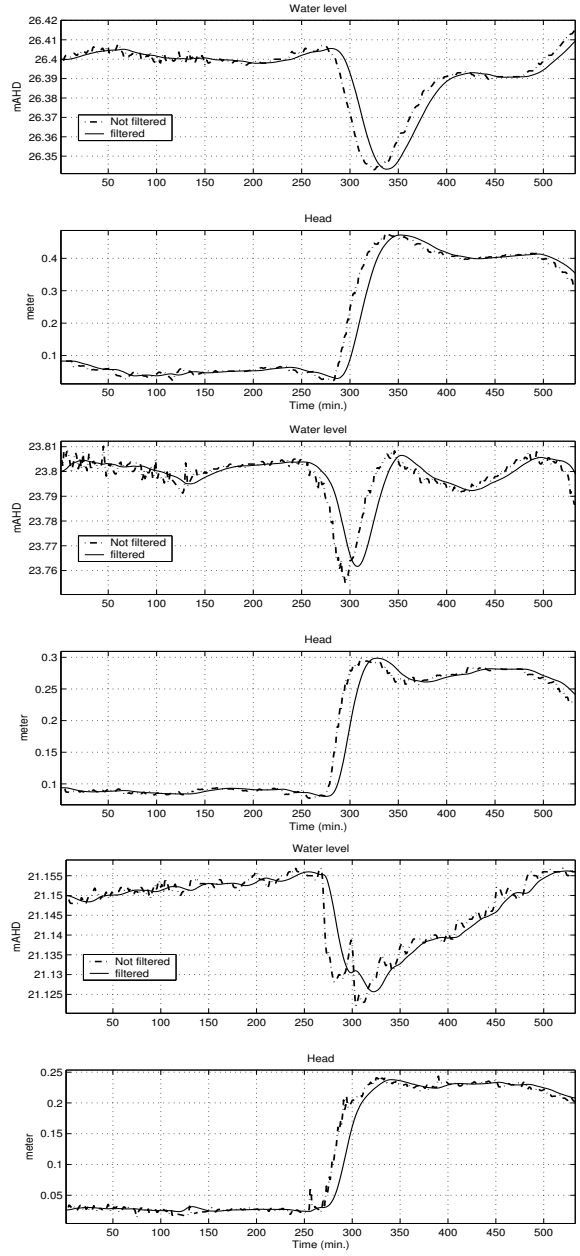 Water level
26.42
26.41
26.4
26.39
26.38
26.37
26.36
26.35
mAHD
Not filtered
filtered
50 100 150 200 250 300 350 400 450 500
Head
0.4
0.3
0.2
0.1
meter
50 100 150 200 250 300 350 400 450 500
Time (min.)
Water level
23.81
23.8
23.79
23.78
23.77
23.76
mAHD
Not filtered
filtered
50 100 150 200 250 300 350 400 450 500
Head
0.3
0.25
0.2
0.15
0.1
meter
50 100 150 200 250 300 350 400 450 500
Time (min.)
Water level
21.155
21.15
21.145
21.14
21.135
21.13
21.125
mAHD
Not filtered
filtered
50 100 150 200 250 300 350 400 450 500
Head
0.25
0.2
0.15
0.1
0.05
meter
50 100 150 200 250 300 350 400 450 500
Time (min.)